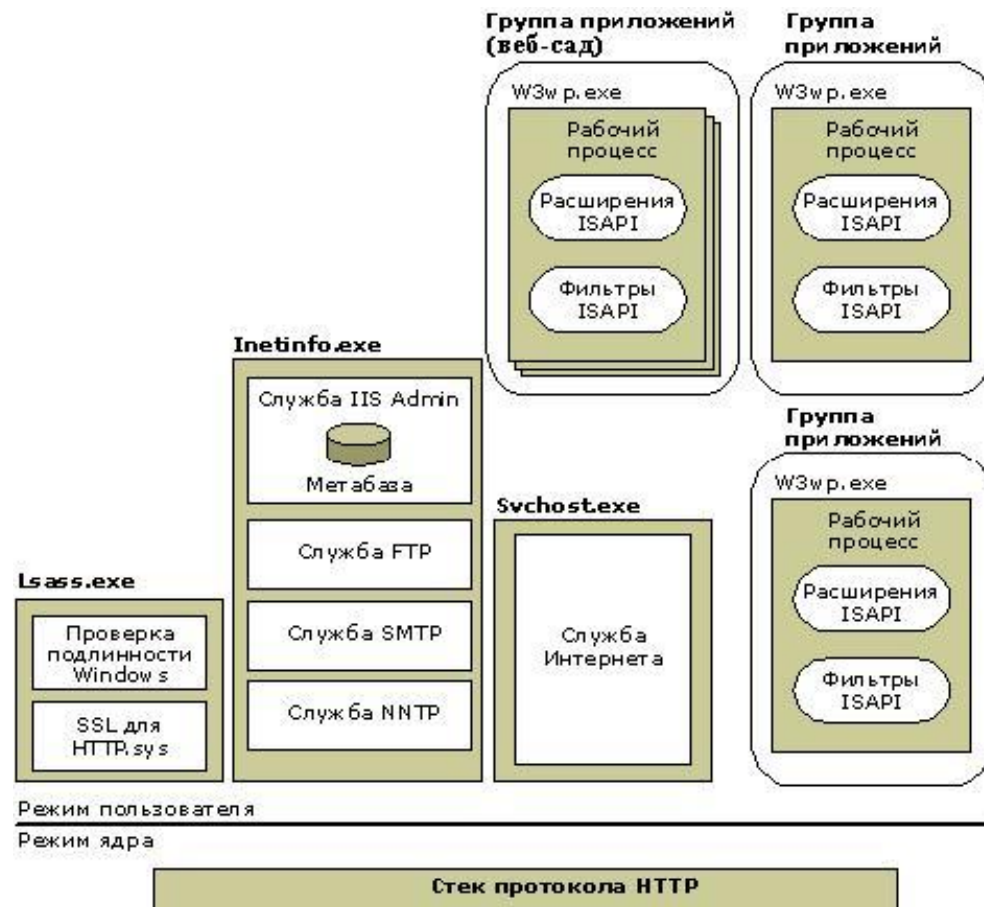 Группа приложений
(веб-сад)
W3wp.exe
Рабочий
процесс
Расширения
ISAPI
Фильтры
ISAPI
Группа
приложений
W3wp.exe
Рабочий
процесс
Расширения
ISAPI
Фильтры
ISAPI
Inetinfo.exe
Служба IIS Admin
Метабаза
Служба FTP
Служба SMTP
Служба NNTP
Группа
приложений
W3wp.exe
Рабочий
процесс
Расширения
ISAPI
Фильтры
ISAPI
Svchost.exe
Служба
Интернета
Lsass.exe
Проверка
подлинности
Windows
SSL для
HTTP.sys
Режим пользователя
Режим ядра
Стек протокола HTTP